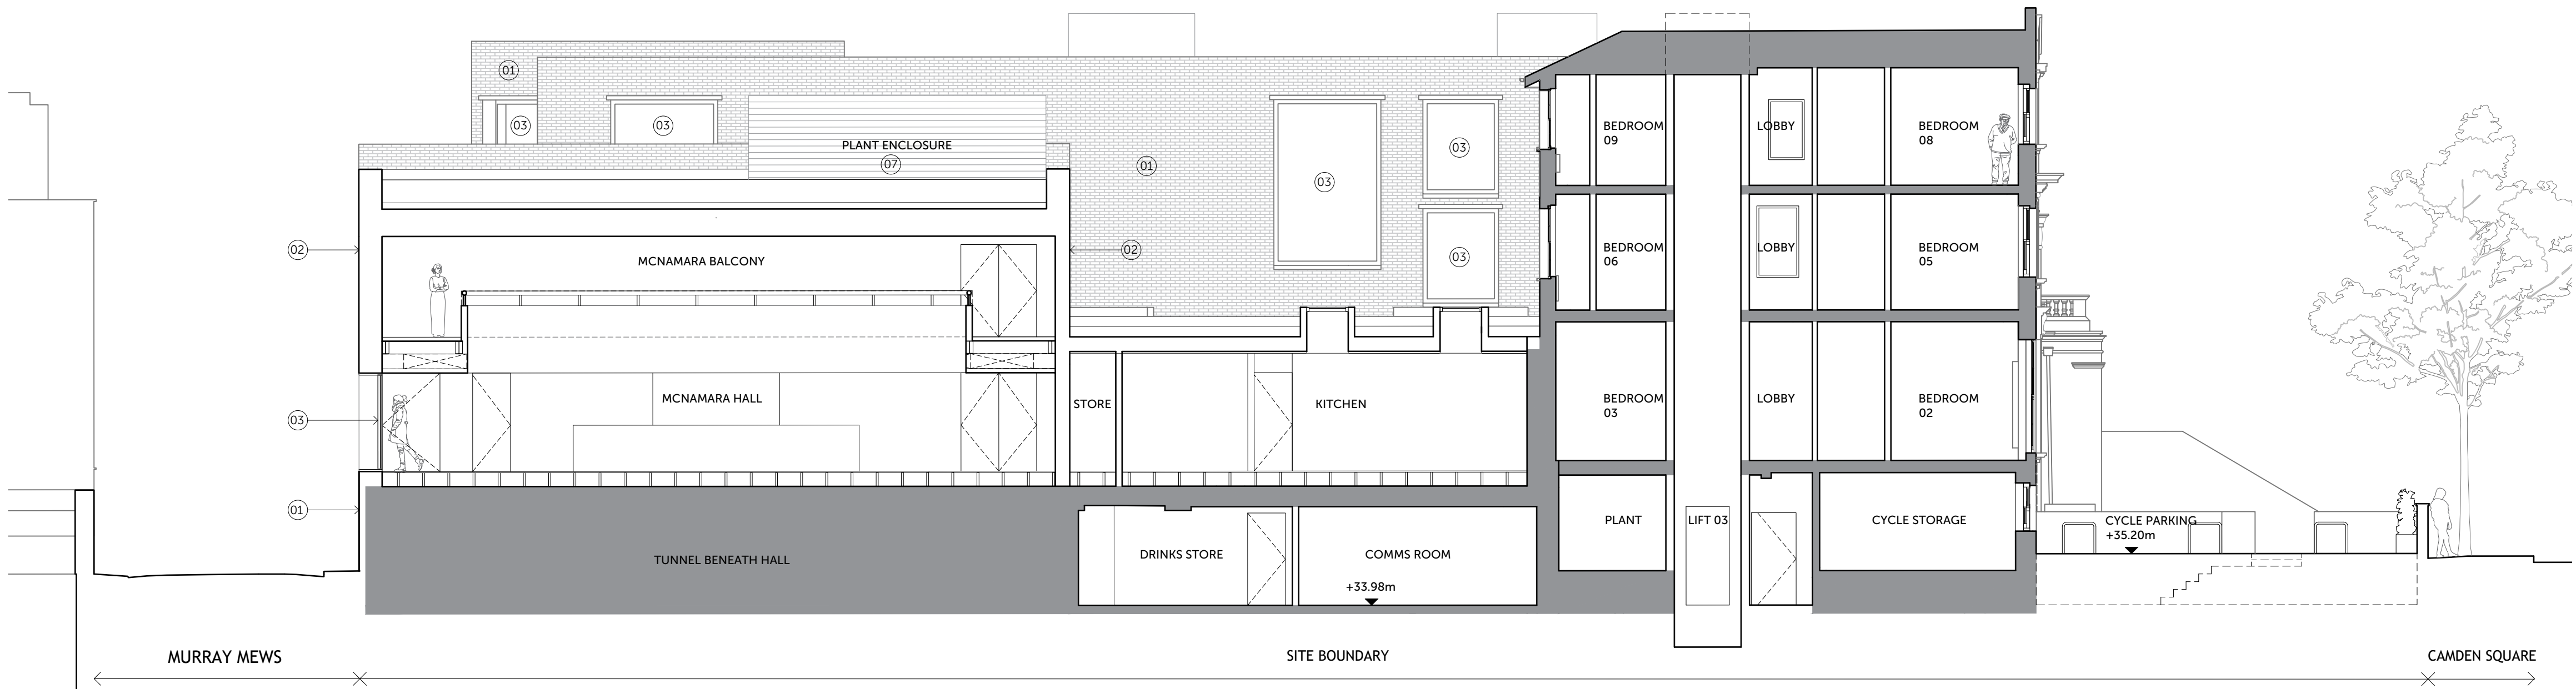 01
03
03
PLANT ENCLOSURE
07
01
03
03
03
02
02
MCNAMARA BALCONY
BEDROOM
09
LOBBY
BEDROOM
08
BEDROOM
06
LOBBY
BEDROOM
05
03
MCNAMARA HALL
STORE
KITCHEN
BEDROOM
03
LOBBY
BEDROOM
02
01
TUNNEL BENEATH HALL
DRINKS STORE
COMMS ROOM
+33.98m
PLANT
LIFT 03
CYCLE STORAGE
CYCLE PARKING
+35.20m
MURRAY MEWS
SITE BOUNDARY
CAMDEN SQUARE